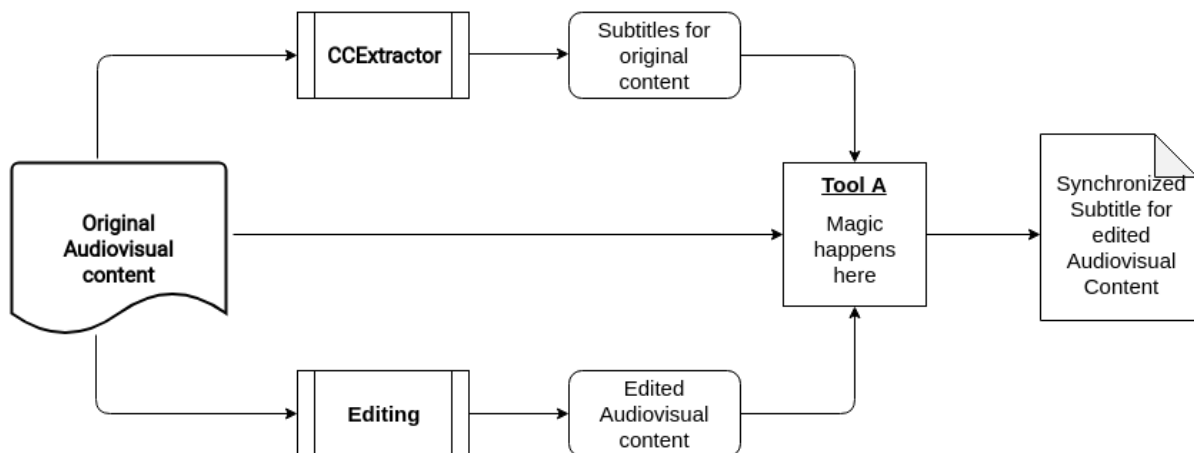 CCExtractor
Subtitles for
original
content
Original
Audiovisual
content
Tool A
Magic
happens
here
Synchronized
Subtitle for
edited
Audiovisual
Content
Editing
Edited
Audiovisual
content